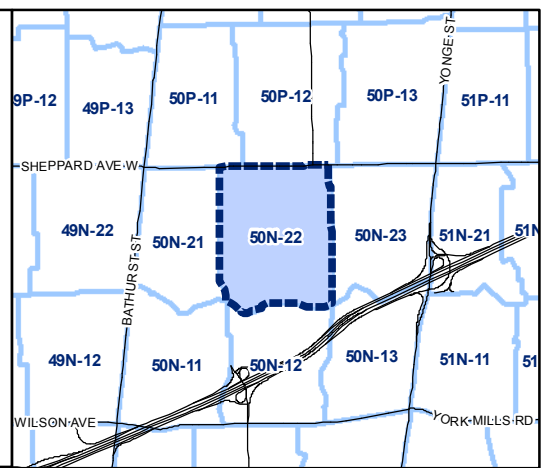 9P-12
49P-13
50P-11
50P-12
50P-13
51P-11
YONGE ST
SHEPPARD AVE W
49N-22
BATHURST ST
50N-21
50N-22
50N-23
51N-21
51N
49N-12
50N-11
50N-12
50N-13
51N-11
51
WILSON AVE
YORK MILLS RD